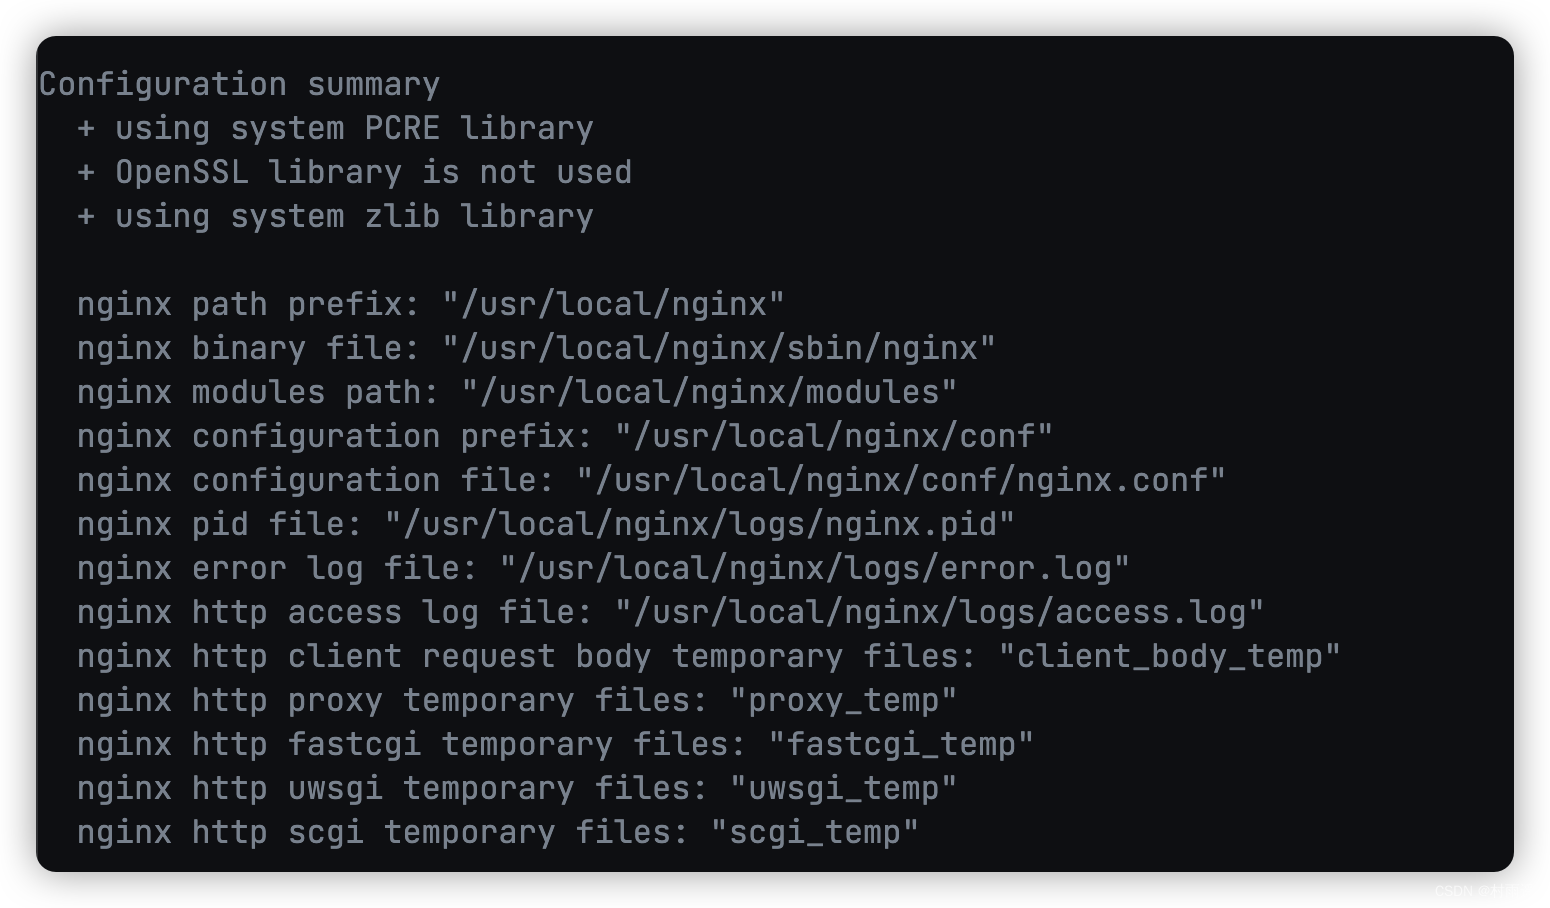 Configuration summary
+ using system PCRE library
+ OpenSSL library is not used
+ using system zlib library
nginx path prefix: "/usr/local/nginx"
nginx binary file: "/usr/local/nginx/sbin/nginx"
nginx modules path: "/usr/local/nginx/modules"
nginx configuration prefix: "/usr/local/nginx/conf"
nginx configuration file: "/usr/local/nginx/conf/nginx.conf"
nginx pid file: "/usr/local/nginx/logs/nginx.pid"
nginx error log file: "/usr/local/nginx/logs/error.log"
nginx http access log file: "/usr/local/nginx/logs/access.log"
nginx http client request body temporary files: "client_body_temp"
nginx http proxy temporary files: "proxy_temp"
nginx http fastcgi temporary files: "fastcgi_temp"
nginx http uwsgi temporary files: "uwsgi_temp"
nginx http scgi temporary files: "scgi_temp"
CSDN